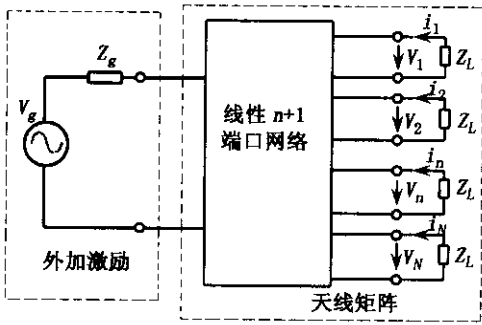 Z_g
V_g
外加激励
线性 n+1
端口网络
i_1
V_1
Z_L
i_2
V_2
Z_L
i_n
V_n
Z_L
i_N
V_N
Z_L
天线矩阵